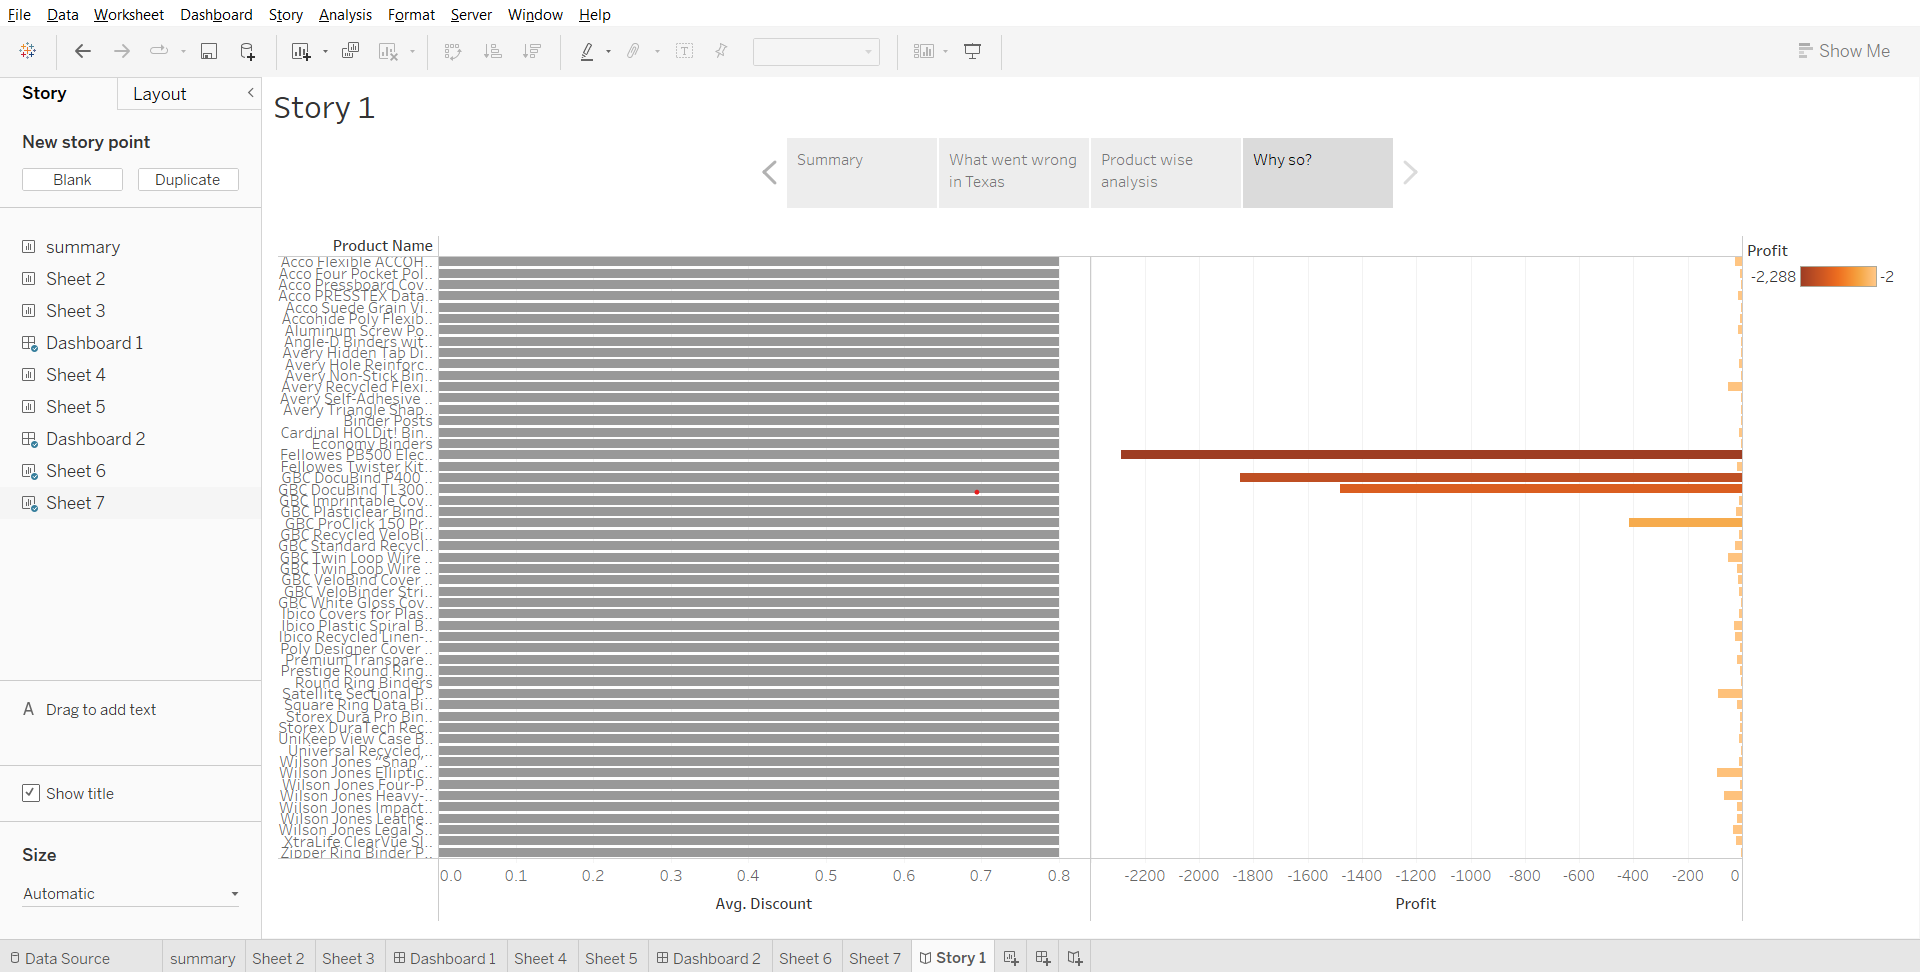 File Data Worksheet Dashboard Story Analysis Format Server Window Help
Show Me
Story Layout
New story point
Blank Duplicate
summary
Sheet 2
Sheet 3
Dashboard 1
Sheet 4
Sheet 5
Dashboard 2
Sheet 6
Sheet 7
A Drag to add text
Show title
Size
Automatic
Story 1
Summary
What went wrong
in Texas
Product wise
analysis
Why so?
Product Name
Acco Flexible ACCOH..
Acco Four Pocket Pol..
Acco Pressboard Cov..
Acco PRESSTEX Data..
Acco Suede Grain Vi..
Accohide Poly Flexib..
Aluminum Screw Po..
Angle-D Binders wit..
Avery Hidden Tab Di..
Avery Hole Reinforc..
Avery Non-Stick Bin..
Avery Recycled Flexi..
Avery Self-Adhesive ..
Avery Triangle Shap..
Binder Posts
Cardinal HOLDit! Bin..
Economy Binders
Fellowes PB500 Elec..
Fellowes Twister Kit..
GBC DocuBind P400 ..
GBC DocuBind TL300..
GBC Imprintable Cov..
GBC Plasticlear Bind..
GBC ProClick 150 Pr..
GBC Recycled VeloBi..
GBC Standard Recycl..
GBC Twin Loop Wire ..
GBC Twin Loop Wire ..
GBC VeloBind Cover ..
GBC VeloBinder Stri..
GBC White Gloss Cov..
Ibico Covers for Plas..
Ibico Plastic Spiral B..
Ibico Recycled Linen-..
Poly Designer Cover ..
Premium Transpare..
Prestige Round Ring..
Round Ring Binders
Satellite Sectional P..
Square Ring Data Bi..
Storex Dura Pro Bin..
Storex DuraTech Rec..
UniKeep View Case B..
Universal Recycled ..
Wilson Jones “Snap”..
Wilson Jones Elliptic..
Wilson Jones Four-P..
Wilson Jones Heavy-..
Wilson Jones Impact..
Wilson Jones Leathe..
Wilson Jones Legal S..
XtraLife ClearVue Sl..
Zipper Ring Binder P..
0.0 0.1 0.2 0.3 0.4 0.5 0.6 0.7 0.8
Avg. Discount
-2200 -2000 -1800 -1600 -1400 -1200 -1000 -800 -600 -400 -200 0
Profit
Profit
-2,288 -2
Data Source summary Sheet 2 Sheet 3 Dashboard 1 Sheet 4 Sheet 5 Dashboard 2 Sheet 6 Sheet 7 Story 1